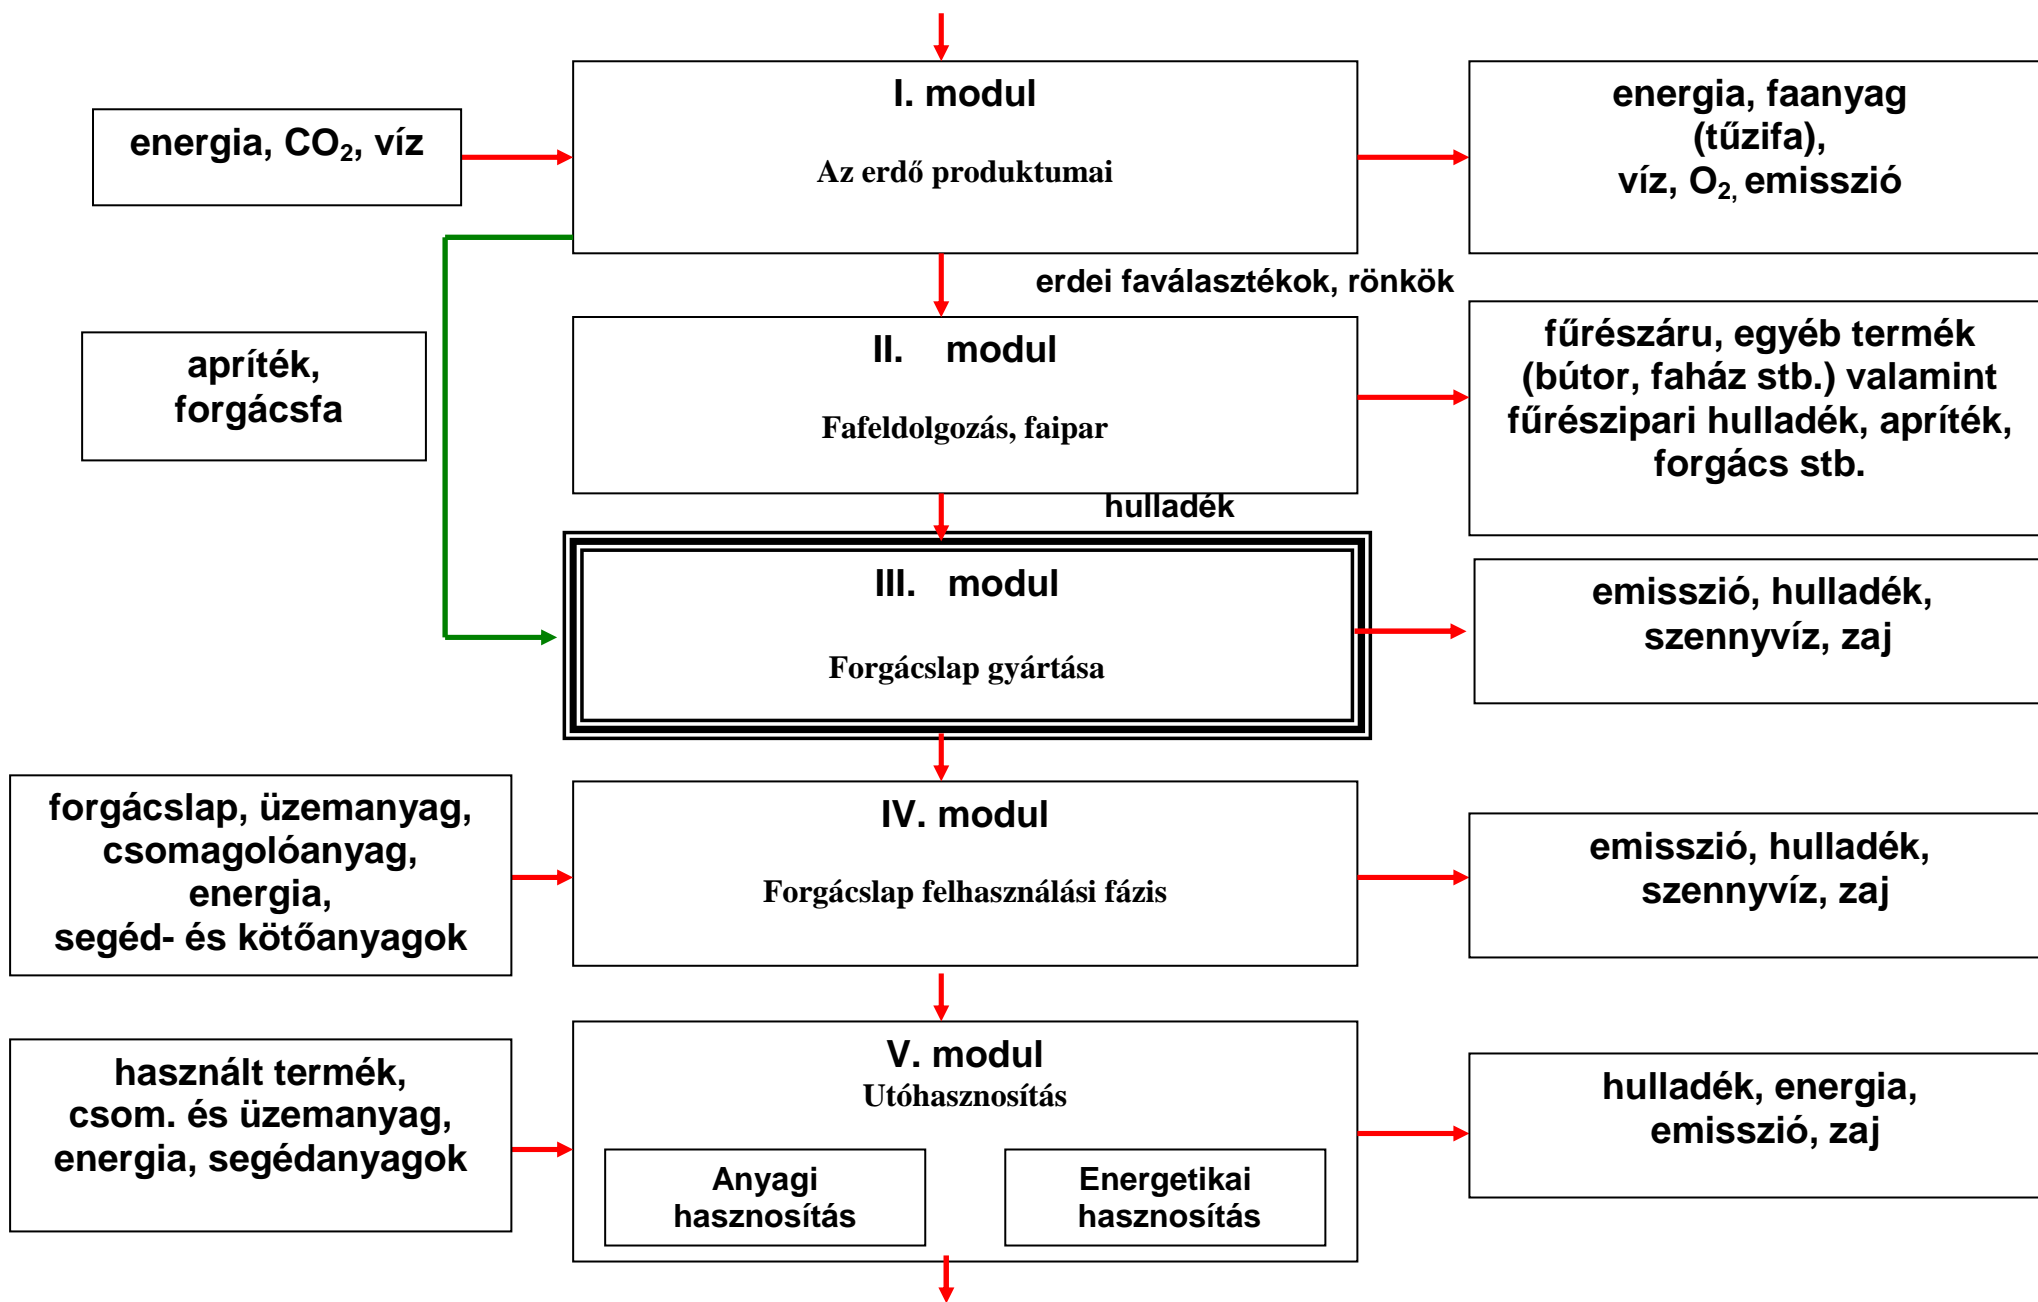 I. modul
Az erdő produktumai
energia, CO₂, víz
energia, faanyag
(tűzifa),
víz, O₂, emisszió
erdei faválasztékok, rönkök
apríték,
forgácsfa
II. modul
Fafeldolgozás, faipar
fűrészáru, egyéb termék
(bútor, faház stb.) valamint
fűrészipari hulladék, apríték,
forgács stb.
hulladék
III. modul
Forgácslap gyártása
emisszió, hulladék,
szennyvíz, zaj
forgácslap, üzemanyag,
csomagolóanyag,
energia,
segéd- és kötőanyagok
IV. modul
Forgácslap felhasználási fázis
emisszió, hulladék,
szennyvíz, zaj
használt termék,
csom. és üzemanyag,
energia, segédanyagok
V. modul
Utóhasznosítás
Anyagi
hasznosítás
Energetikai
hasznosítás
hulladék, energia,
emisszió, zaj